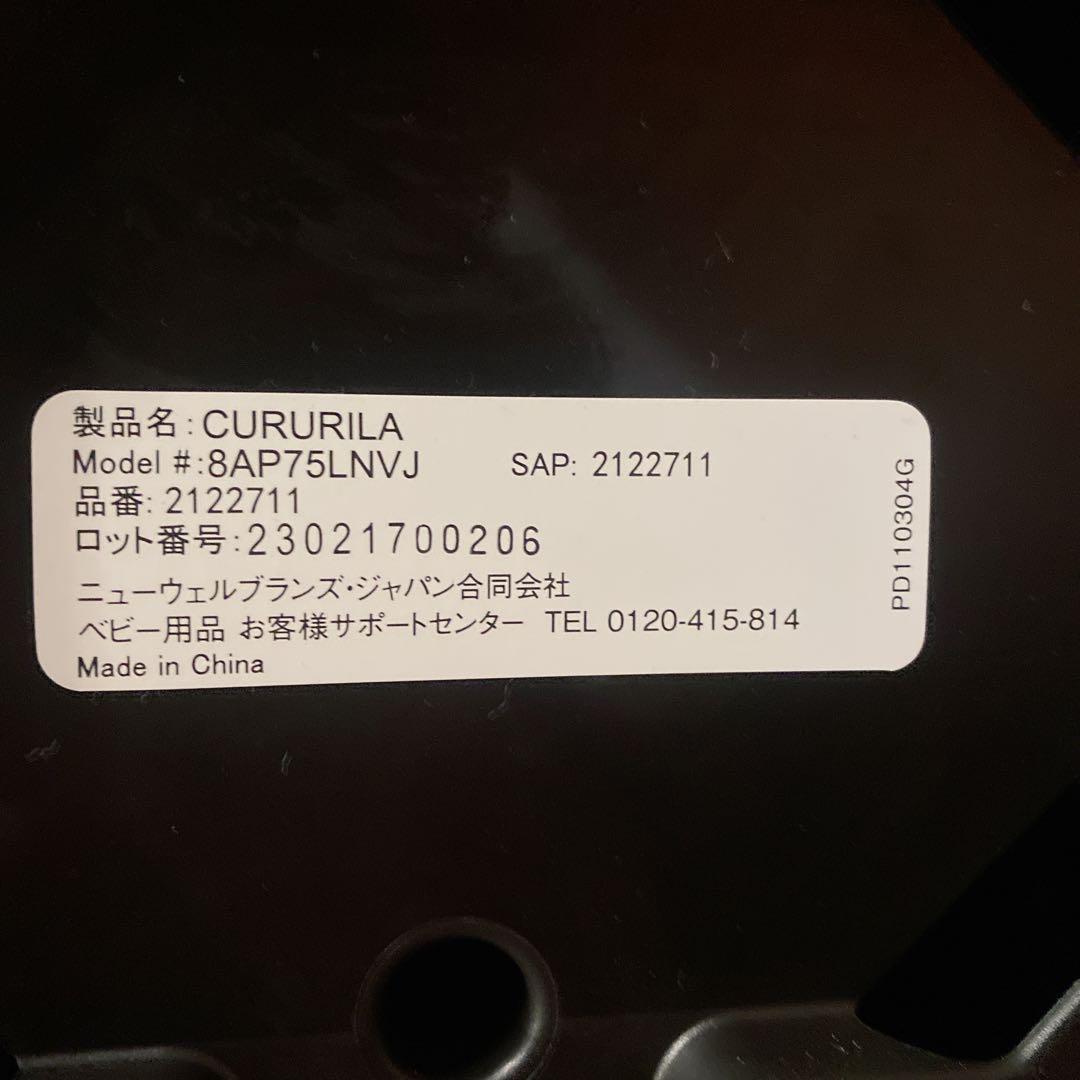 製品名:CURURILA
Model #:8AP75LNVJ SAP: 2122711
品番: 2122711
ロット番号:23021700206
ニューウェルブランズ・ジャパン合同会社
ベビー用品 お客様サポートセンター TEL 0120-415-814
Made in China
PD110304G